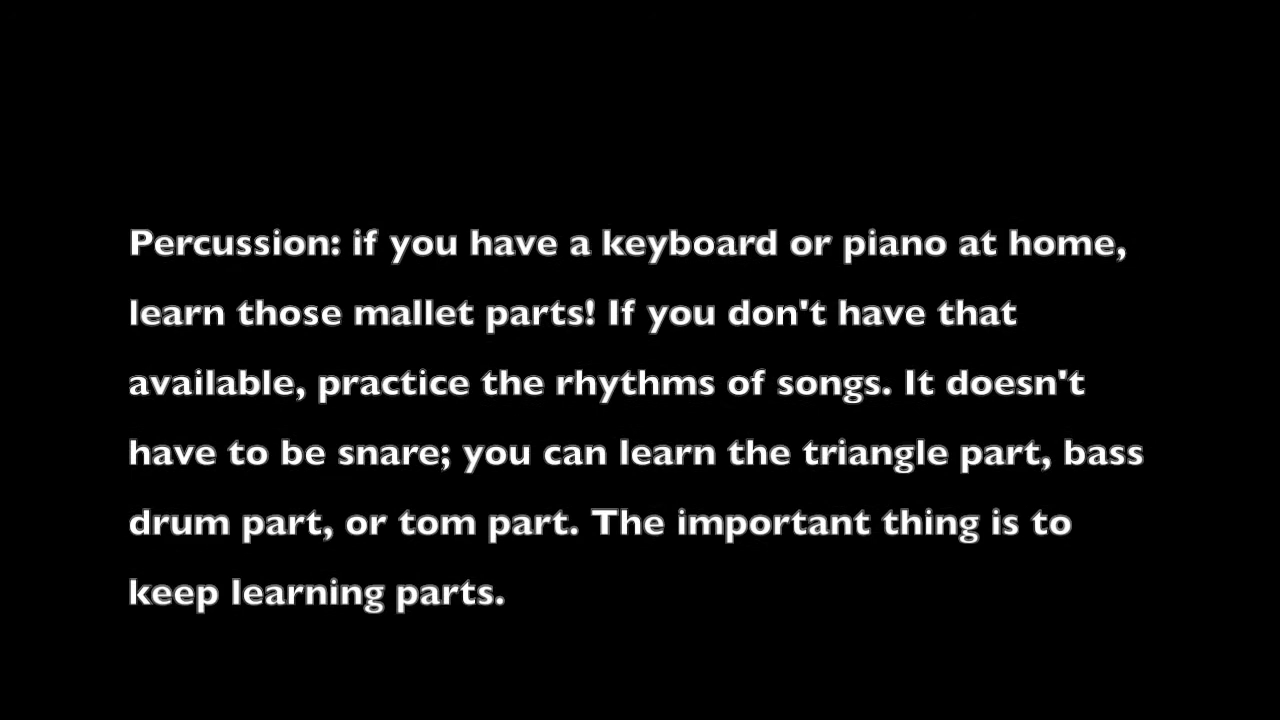 Percussion: if you have a keyboard or piano at home,
learn those mallet parts! If you don't have that
available, practice the rhythms of songs. It doesn't
have to be snare; you can learn the triangle part, bass
drum part, or tom part. The important thing is to
keep learning parts.